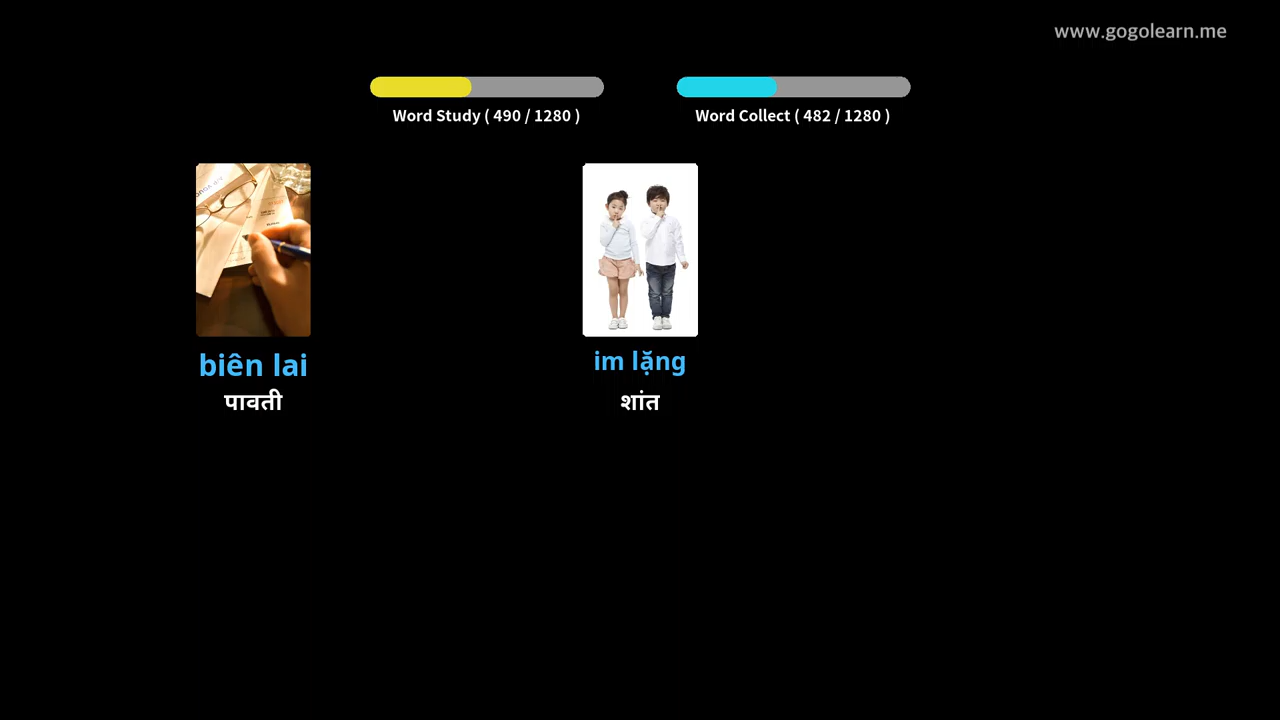 www.gogolearn.me
Word Study ( 490 / 1280 )
Word Collect ( 482 / 1280 )
biên lai
पावती
im lặng
शांत